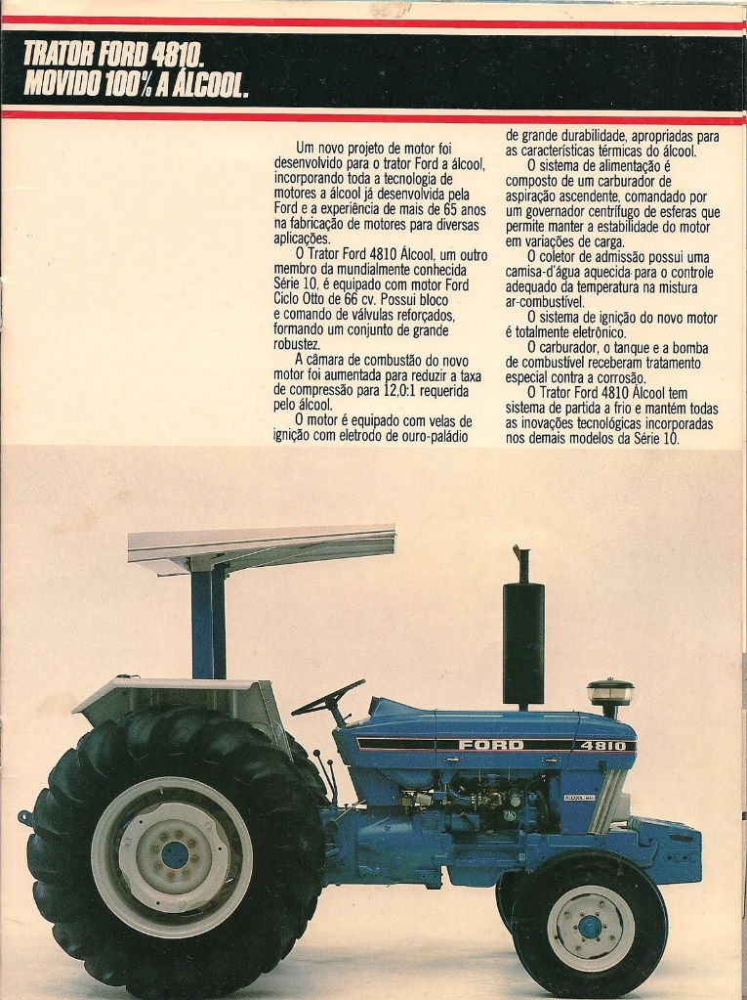 TRATOR FORD 4810.
MOVIDO 100% A ÁLCOOL.
Um novo projeto de motor foi
desenvolvido para o trator Ford a álcool,
incorporando toda a tecnologia de
motores a álcool já desenvolvida pela
Ford e a experiência de mais de 65 anos
na fabricação de motores para diversas
aplicações.
O Trator Ford 4810 Álcool, um outro
membro da mundialmente conhecida
Série 10, é equipado com motor Ford
Ciclo Otto de 66 cv. Possui bloco
e comando de válvulas reforçados,
formando um conjunto de grande
robustez.
A câmara de combustão do novo
motor foi aumentada para reduzir a taxa
de compressão para 12,0:1 requerida
pelo álcool.
O motor é equipado com velas de
ignição com eletrodo de ouro-paládio
de grande durabilidade, apropriadas para
as características térmicas do álcool.
O sistema de alimentação é
composto de um carburador de
aspiração ascendente, comandado por
um governador centrífugo de esferas que
permite manter a estabilidade do motor
em variações de carga.
O coletor de admissão possui uma
camisa-d'água aquecida para o controle
adequado da temperatura na mistura
ar-combustível.
O sistema de ignição do novo motor
é totalmente eletrônico.
O carburador, o tanque e a bomba
de combustível receberam tratamento
especial contra a corrosão.
O Trator Ford 4810 Álcool tem
sistema de partida a frio e mantém todas
as inovações tecnológicas incorporadas
nos demais modelos da Série 10.
FORD
4810
ALCOOL